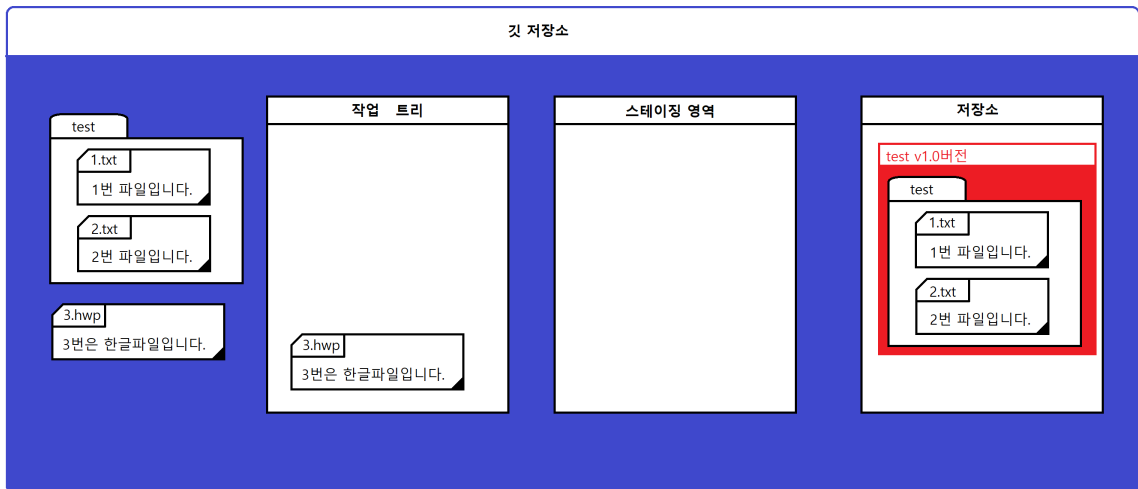 깃 저장소
test
1.txt
1번 파일입니다.
2.txt
2번 파일입니다.
3.hwp
3번은 한글파일입니다.
작업 트리
3.hwp
3번은 한글파일입니다.
스테이징 영역
저장소
test v1.0버전
test
1.txt
1번 파일입니다.
2.txt
2번 파일입니다.